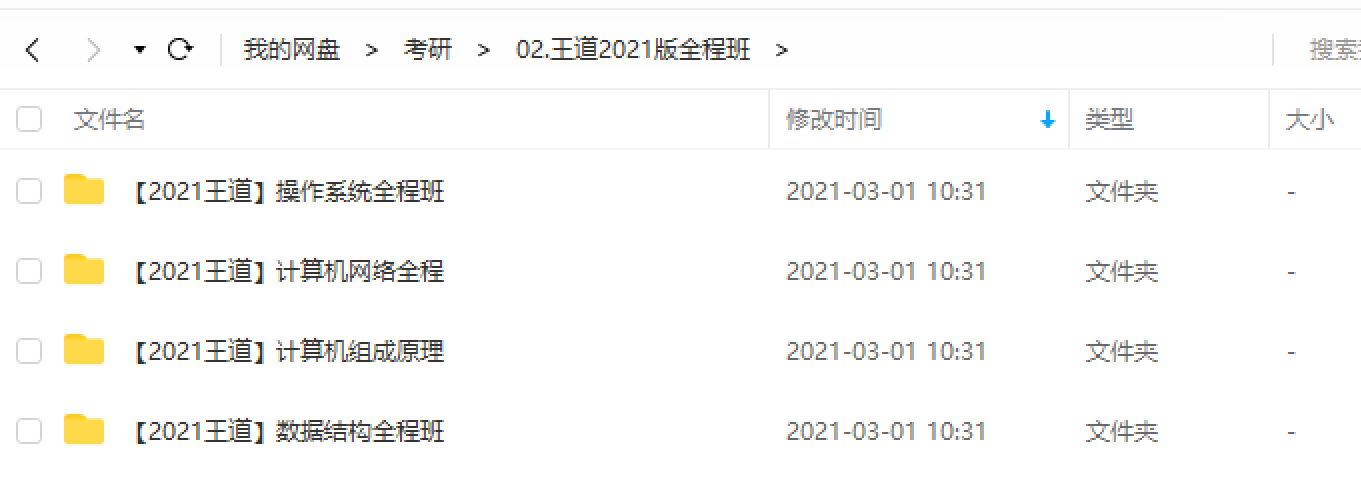 我的网盘 > 考研 > 02.王道2021版全程班 >
文件名 修改时间 类型 大小
【2021王道】操作系统全程班 2021-03-01 10:31 文件夹 -
【2021王道】计算机网络全程 2021-03-01 10:31 文件夹 -
【2021王道】计算机组成原理 2021-03-01 10:31 文件夹 -
【2021王道】数据结构全程班 2021-03-01 10:31 文件夹 -